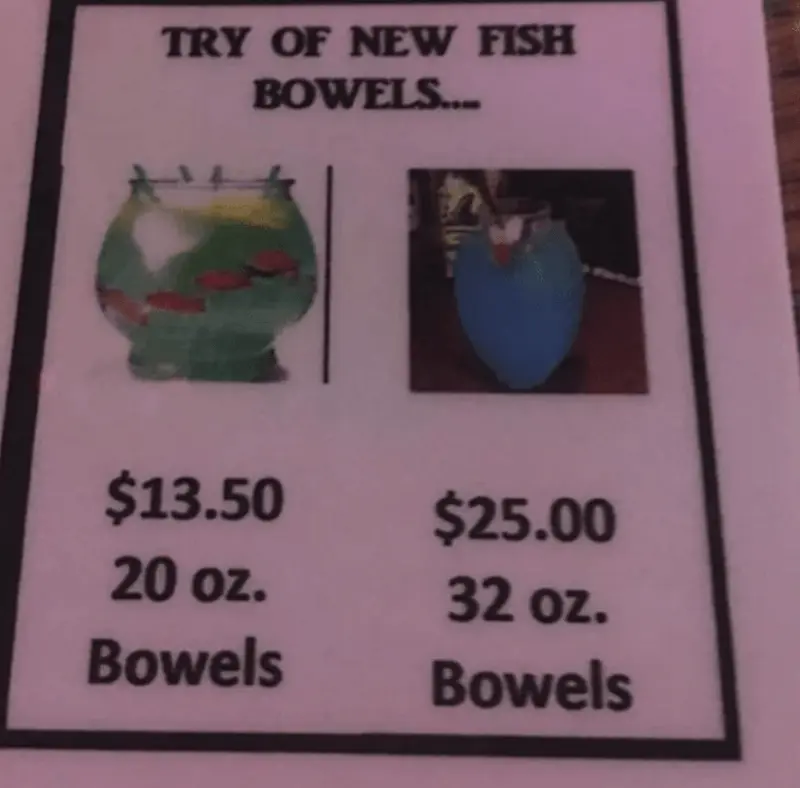 TRY OF NEW FISH
BOWELS....
$13.50
20 oz.
Bowels
$25.00
32 oz.
Bowels